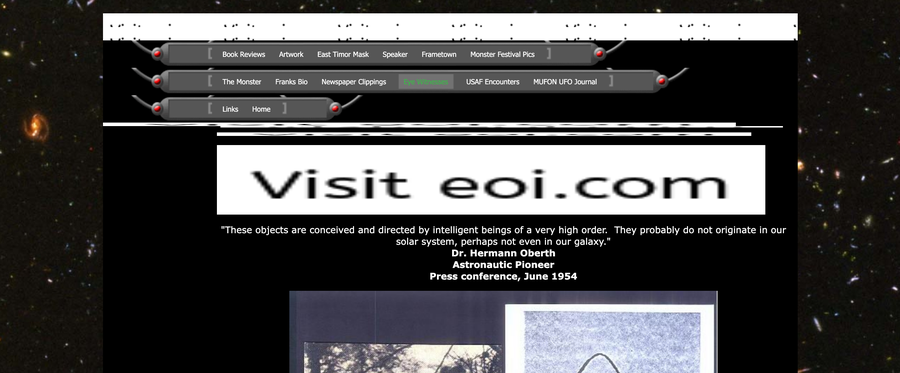 Book Reviews Artwork East Timor Mask Speaker Frametown Monster Festival Pics
The Monster Franks Bio Newspaper Clippings USAF Encounters MUFON UFO Journal
Links Home
Visit eoi.com
"These objects are conceived and directed by intelligent beings of a very high order. They probably do not originate in our
solar system, perhaps not even in our galaxy."
Dr. Hermann Oberth
Astronautic Pioneer
Press conference, June 1954